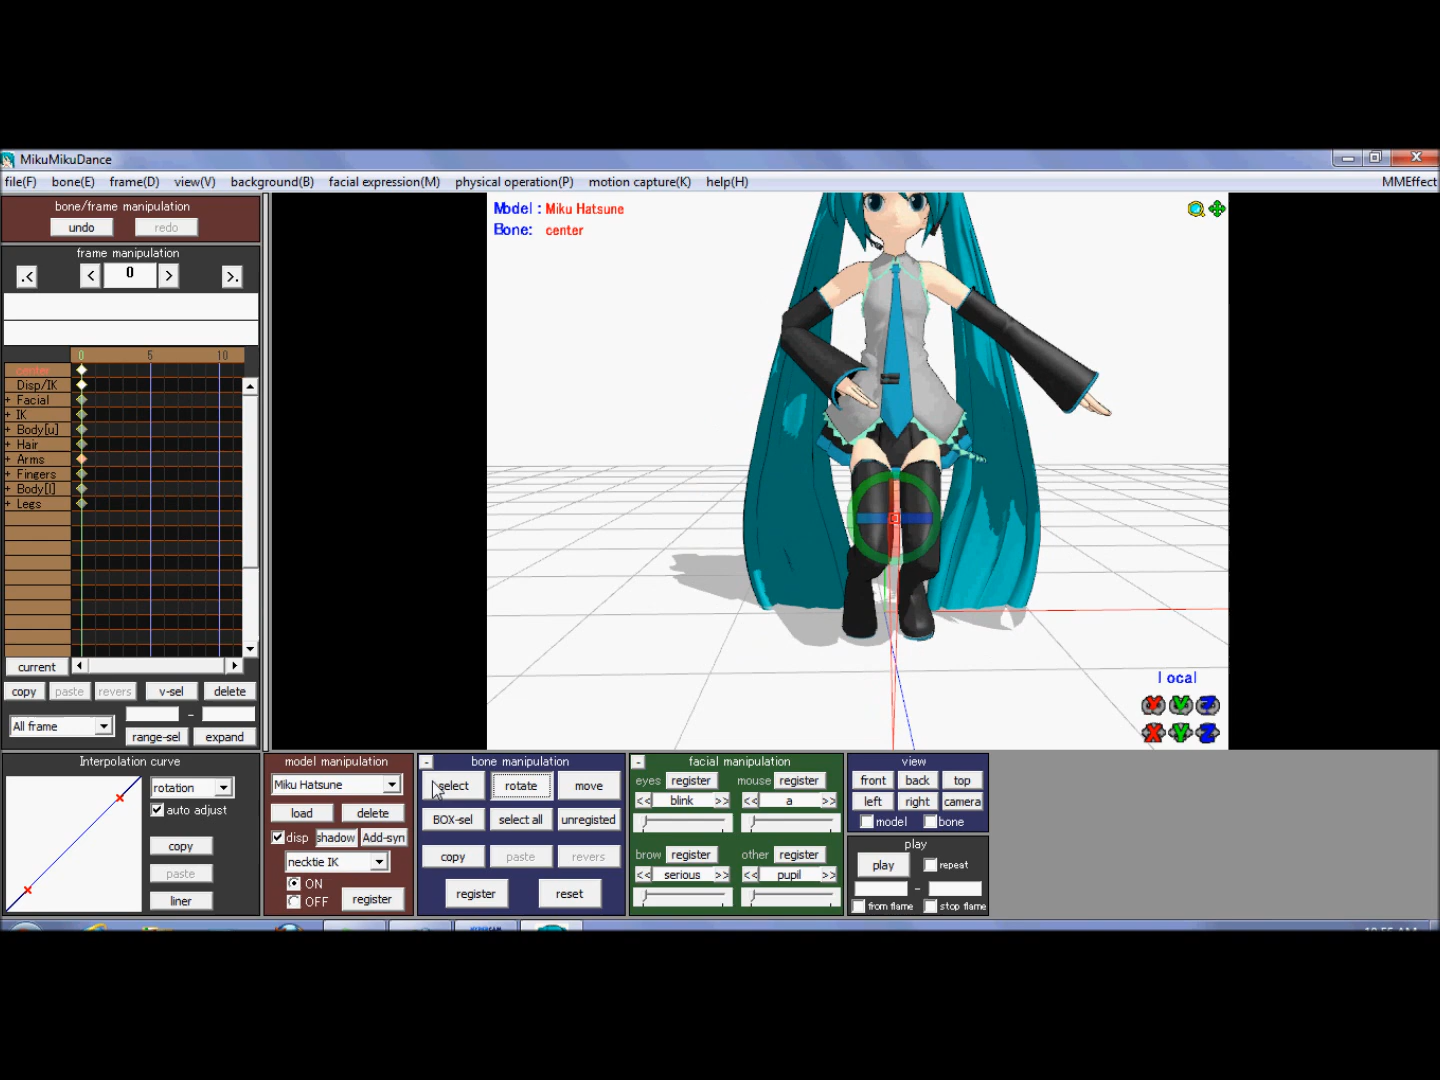 MikuMikuDance
file(F) bone(E) frame(D) view(V) background(B) facial expression(M) physical operation(P) motion capture(K) help(H) MMEffect
bone/frame manipulation
undo redo
frame manipulation
.< < 0 > >.
0 5 10
center
Disp/IK
+ Facial
+ IK
+ Body[u]
+ Hair
+ Arms
+ Fingers
+ Body[l]
+ Legs
current
copy paste revers v-sel delete
All frame -
range-sel expand
Model : Miku Hatsune
Bone: center
local
X Y Z
X Y Z
Interpolation curve
rotation
auto adjust
copy
paste
liner
model manipulation
Miku Hatsune
load delete
disp shadow Add-syn
necktie IK
ON
OFF register
- bone manipulation
select rotate move
BOX-sel select all unregisted
copy paste revers
register reset
- facial manipulation
eyes register mouse register
<< blink >> << a >>
brow register other register
<< serious >> << pupil >>
view
front back top
left right camera
model bone
play
play repeat
-
from flame stop flame